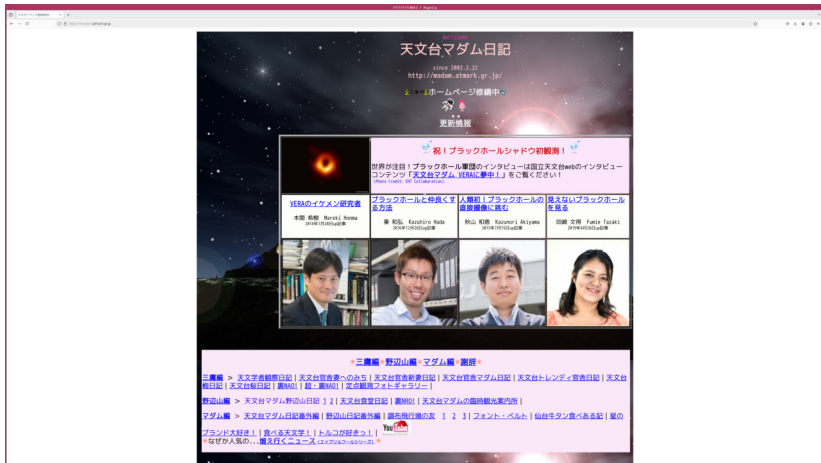 Welcome
天文台マダム日記
since 2002.2.22
http://madam.atmark.gr.jp/
ホームページ修繕中
更新情報
祝！ブラックホールシャドウ初観測！
世界が注目！ブラックホール軍団のインタビューは国立天文台webのインタビュー
コンテンツ「天文台マダム VERAに夢中！」をご覧ください！
(Photo Credit: EHT Collaboration)
VERAのイケメン研究者
本間 希樹 Mareki Honma
ブラックホールと仲良くす
る方法
秦 和弘 Kazuhiro Hada
人類初！ブラックホールの
直接撮像に挑む
秋山 和徳 Kazunori Akiyama
見えないブラックホール
を見る
田崎 文得 Fumie Tazaki
*三鷹編*野辺山編*マダム編*謝辞*
三鷹編 > 天文学者観察日記 | 天文台官舎妻へのみち | 天文台官舎新妻日記 | 天文台官舎マダム日記 | 天文台トレンディ官舎日記 | 天文台
梅日記 | 天文台桜日記 | 裏NAO! | 超・裏NAO! | 定点観測フォトギャラリー |
野辺山編 > 天文台マダム野辺山日記 1 2 | 天文台食堂日記 | 裏NRO! | 天文台マダムの臨時観光案内所 |
マダム編 > 天文台マダム日記番外編 | 野辺山日記番外編 | 調布飛行場の友 1 2 3 | フォント・ベルト | 仙台牛タン食べある記 | 星の
ブランド大好き！ | 食べる天文学！ | トルコが好きっ！ | You Tube
*なぜか人気の...増え行くニュース (エイプリルフールシリーズ) *